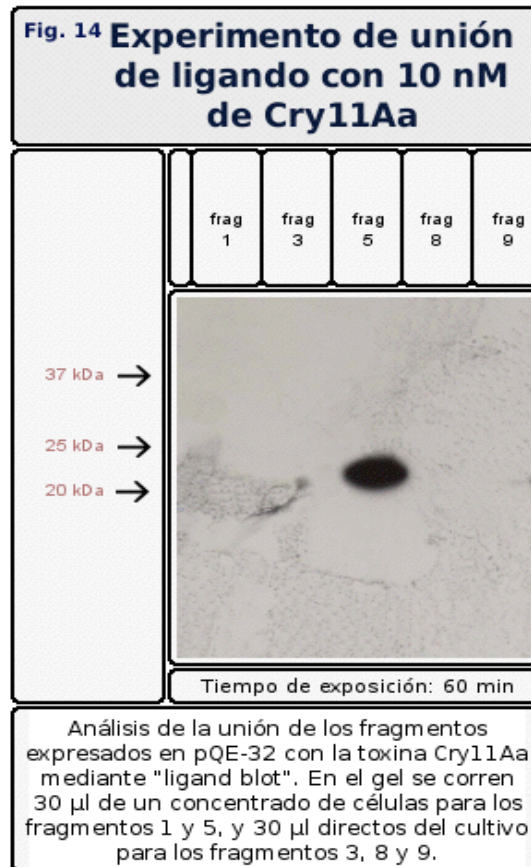 Fig. 14 Experimento de unión
de ligando con 10 nM
de Cry11Aa
frag frag frag frag frag
1 3 5 8 9
37 kDa →
25 kDa →
20 kDa →
Tiempo de exposición: 60 min
Análisis de la unión de los fragmentos
expresados en pQE-32 con la toxina Cry11Aa
mediante "ligand blot". En el gel se corren
30 µl de un concentrado de células para los
fragmentos 1 y 5, y 30 µl directos del cultivo
para los fragmentos 3, 8 y 9.